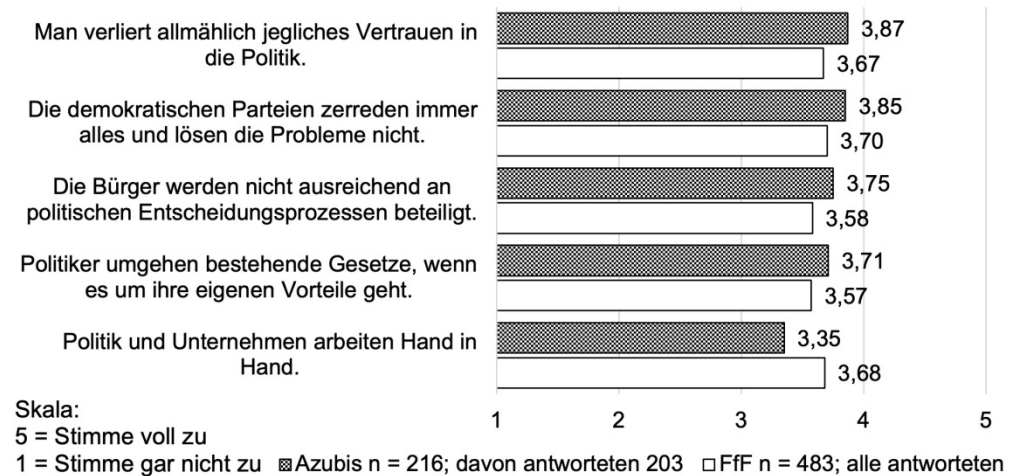 Man verliert allmählich jegliches Vertrauen in
die Politik.
3,87
3,67
Die demokratischen Parteien zerreden immer
alles und lösen die Probleme nicht.
3,85
3,70
Die Bürger werden nicht ausreichend an
politischen Entscheidungsprozessen beteiligt.
3,75
3,58
Politiker umgehen bestehende Gesetze, wenn
es um ihre eigenen Vorteile geht.
3,71
3,57
Politik und Unternehmen arbeiten Hand in
Hand.
3,35
3,68
1 2 3 4 5
Skala:
5 = Stimme voll zu
1 = Stimme gar nicht zu
Azubis n = 216; davon antworteten 203 FfF n = 483; alle antworteten